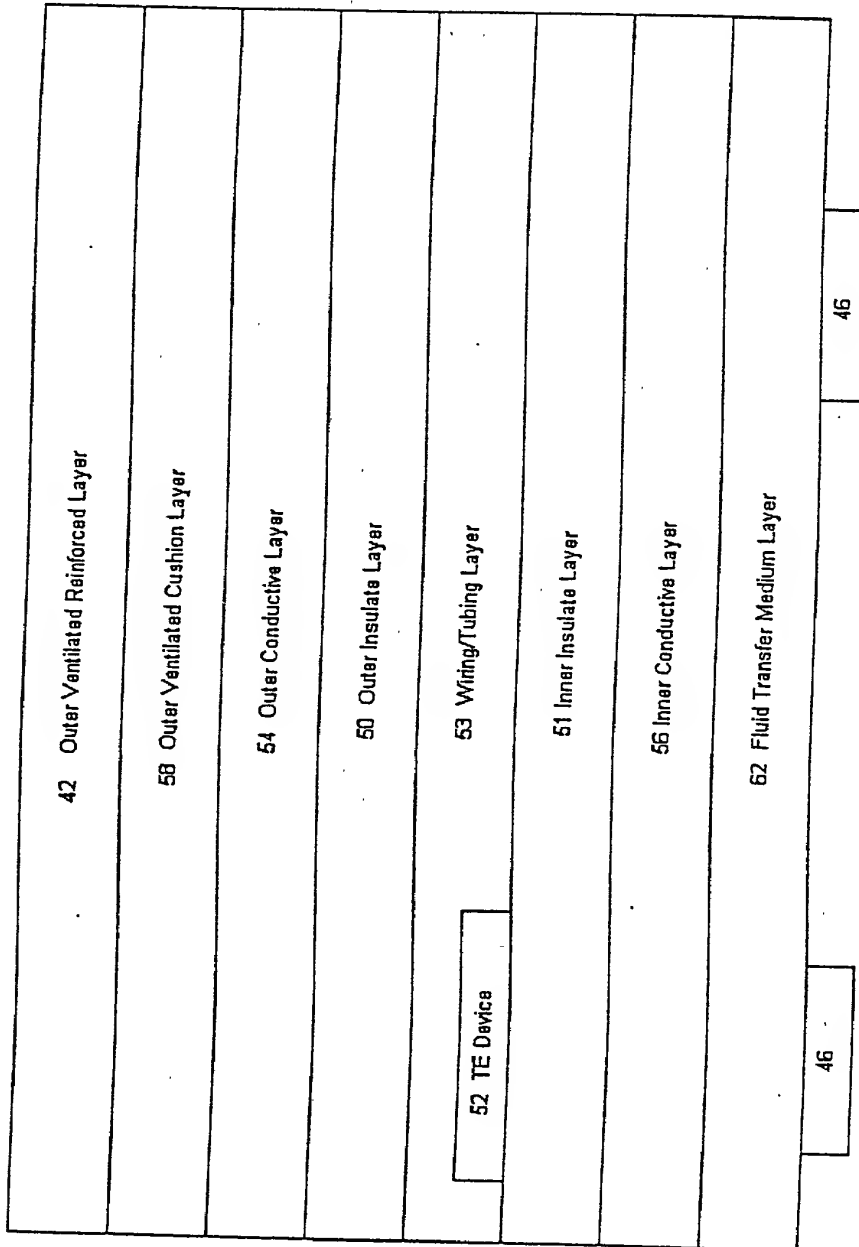 42 Outer Ventilated Reinforced Layer
58 Outer Ventilated Cushion Layer
54 Outer Conductive Layer
50 Outer Insulate Layer
53 Wiring/Tubing Layer
52 TE Device
51 Inner Insulate Layer
56 Inner Conductive Layer
62 Fluid Transfer Medium Layer
46
46